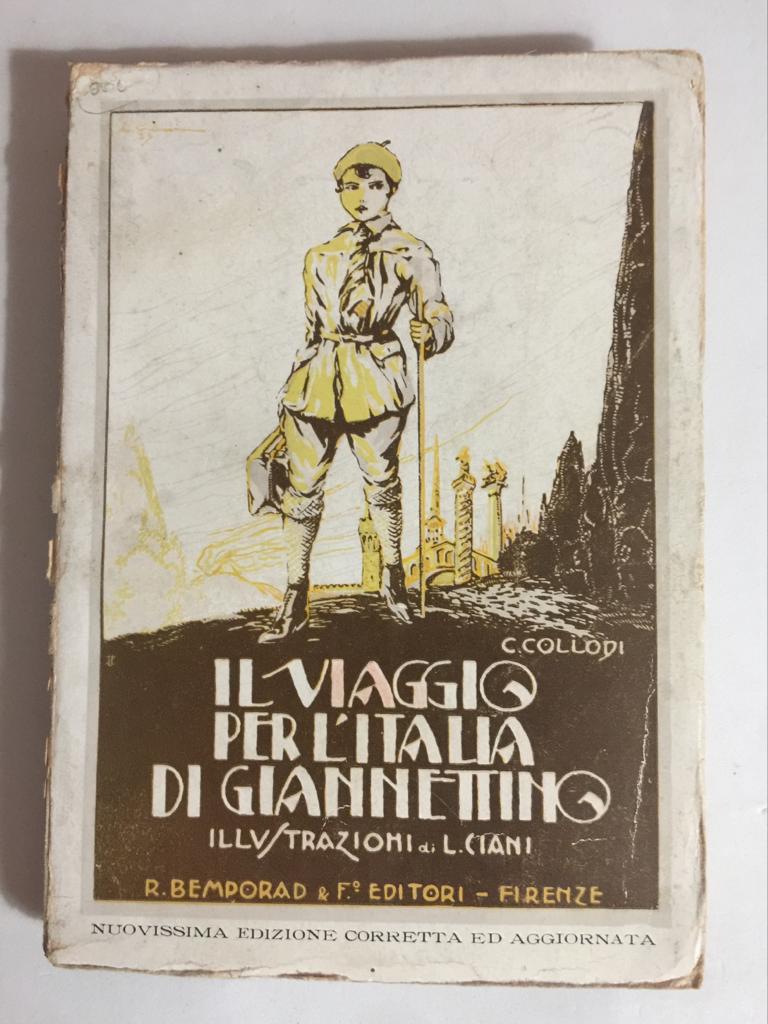 C. COLLODI
IL VIAGGIO
PER L'ITALIA
DI GIANNETTINO
ILLUSTRAZIONI di L. CIANI
R. BEMPORAD & F.º EDITORI - FIRENZE
NUOVISSIMA EDIZIONE CORRETTA ED AGGIORNATA